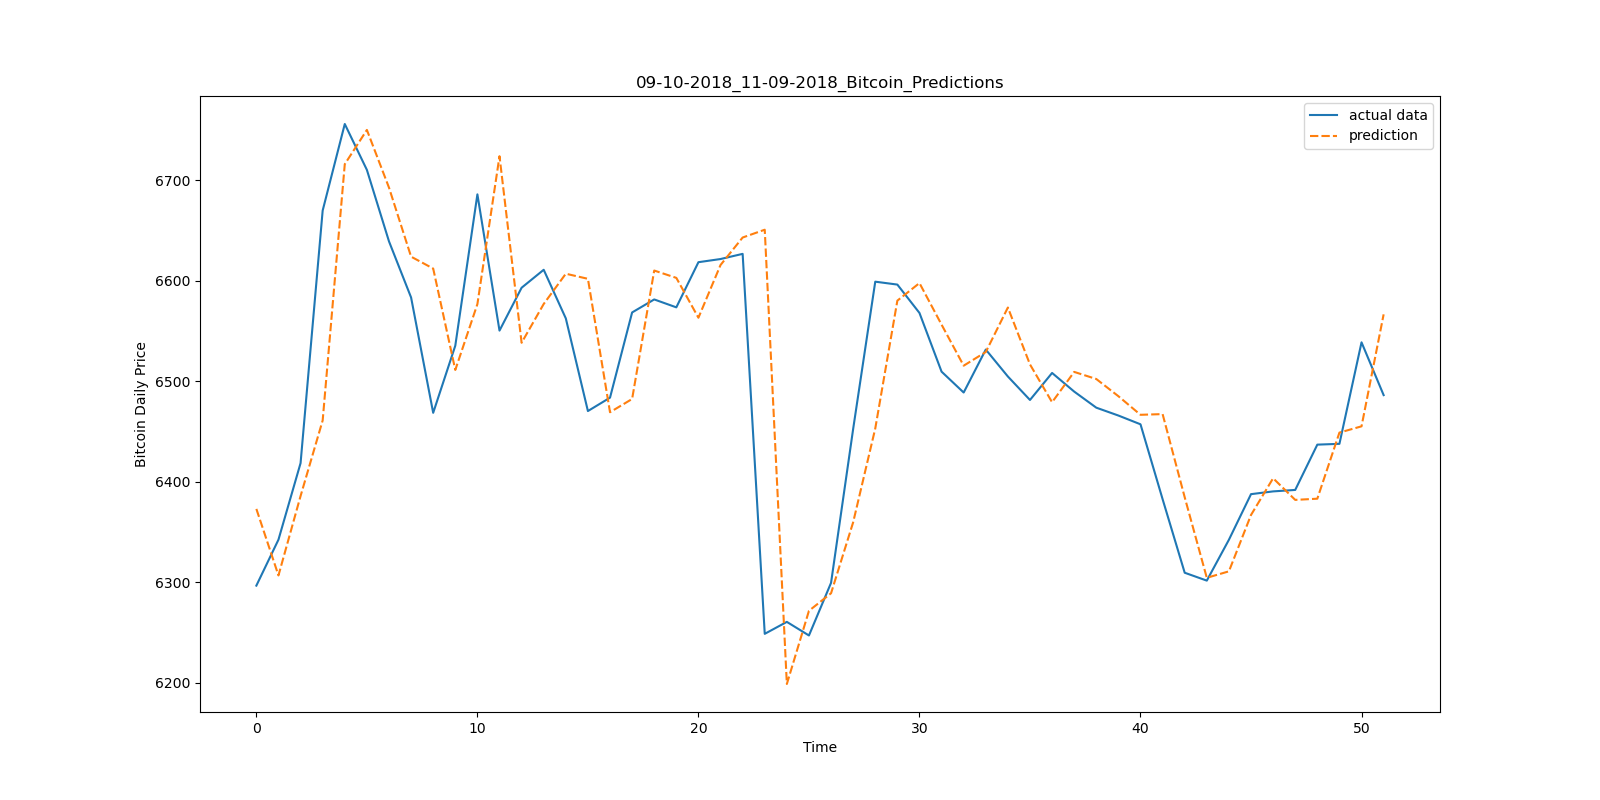 09-10-2018_11-09-2018_Bitcoin_Predictions
actual data
prediction
Bitcoin Daily Price
6700
6600
6500
6400
6300
6200
0 10 20 30 40 50
Time